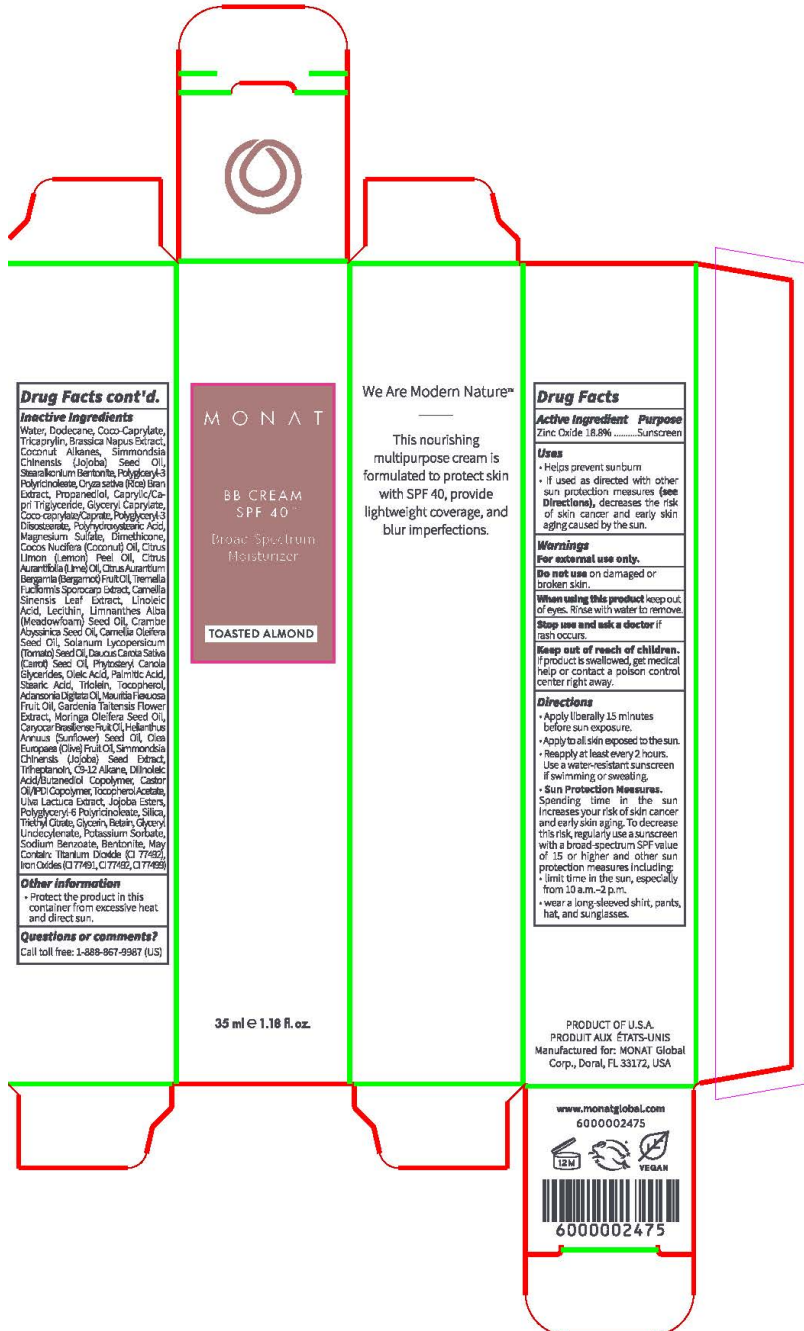 Drug Facts cont'd.
Inactive Ingredients
Water, Dodecane, Coco-Caprylate,
Tricaprylin, Brassica Napus Extract,
Coconut Alkanes, Simmondsia
Chinensis (Jojoba) Seed Oil,
Stearalkonium Bentonite, Polyglyceryl-3
Polyricinoleate, Oryza sativa (Rice) Bran
Extract, Propanediol, Caprylic/Ca-
pri Triglyceride, Glyceryl Caprylate,
Coco-caprylate/Caprate, Polyglyceryl-3
Diisostearate, Polyhydroxystearic Acid,
Magnesium Sulfate, Dimethicone,
Cocos Nucifera (Coconut) Oil, Citrus
Limon (Lemon) Peel Oil, Citrus
Aurantifolia (Lime) Oil, Citrus Aurantium
Bergamia (Bergamot) Fruit Oil, Tremella
Fuciformis Sporocarp Extract, Camellia
Sinensis Leaf Extract, Linoleic
Acid, Lecithin, Limnanthes Alba
(Meadowfoam) Seed Oil, Crambe
Abyssinica Seed Oil, Camellia Oleifera
Seed Oil, Solanum Lycopersicum
(Tomato) Seed Oil, Daucus Carota Sativa
(Carrot) Seed Oil, Phytosteryl Canola
Glycerides, Oleic Acid, Palmitic Acid,
Stearic Acid, Triolein, Tocopherol,
Adansonia Digitata Oil, Mauritia Flexuosa
Fruit Oil, Gardenia Taitensis Flower
Extract, Moringa Oleifera Seed Oil,
Caryocar Brasiliense Fruit Oil, Helianthus
Annuus (Sunflower) Seed Oil, Olea
Europaea (Olive) Fruit Oil, Simmondsia
Chinensis (Jojoba) Seed Extract,
Triheptanoin, C9-12 Alkane, Dilinoleic
Acid/Butanediol Copolymer, Castor
Oil/IPDI Copolymer, Tocopherol Acetate,
Ulva Lactuca Extract, Jojoba Esters,
Polyglyceryl-6 Polyricinoleate, Silica,
Triethyl Citrate, Glycerin, Betain, Glyceryl
Undecylenate, Potassium Sorbate,
Sodium Benzoate, Bentonite, May
Contain: Titanium Dioxide (CI 77492),
Iron Oxides (CI 77491, CI 77492, CI 77499)
Other information
• Protect the product in this
container from excessive heat
and direct sun.
Questions or comments?
Call toll free: 1-888-867-9987 (US)
MONAT
BB CREAM
SPF 40™
Broad Spectrum
Moisturizer
TOASTED ALMOND
35 ml ℮ 1.18 fl. oz.
We Are Modern Nature™
This nourishing
multipurpose cream is
formulated to protect skin
with SPF 40, provide
lightweight coverage, and
blur imperfections.
Drug Facts
Active Ingredient Purpose
Zinc Oxide 18.8% ..........Sunscreen
Uses
• Helps prevent sunburn
• If used as directed with other
sun protection measures (see
Directions), decreases the risk
of skin cancer and early skin
aging caused by the sun.
Warnings
For external use only.
Do not use on damaged or
broken skin.
When using this product keep out
of eyes. Rinse with water to remove.
Stop use and ask a doctor if
rash occurs.
Keep out of reach of children.
If product is swallowed, get medical
help or contact a poison control
center right away.
Directions
• Apply liberally 15 minutes
before sun exposure.
• Apply to all skin exposed to the sun.
• Reapply at least every 2 hours.
Use a water-resistant sunscreen
if swimming or sweating.
• Sun Protection Measures.
Spending time in the sun
increases your risk of skin cancer
and early skin aging. To decrease
this risk, regularly use a sunscreen
with a broad-spectrum SPF value
of 15 or higher and other sun
protection measures including:
• limit time in the sun, especially
from 10 a.m.–2 p.m.
• wear a long-sleeved shirt, pants,
hat, and sunglasses.
PRODUCT OF U.S.A.
PRODUIT AUX ÉTATS-UNIS
Manufactured for: MONAT Global
Corp., Doral, FL 33172, USA
www.monatglobal.com
6000002475
12M
VEGAN
6000002475